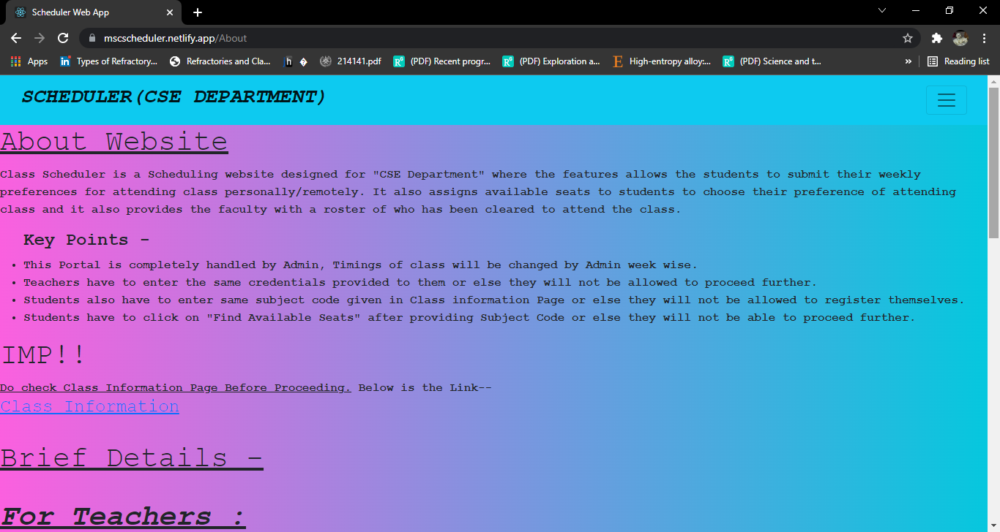 Scheduler Web App
mscscheduler.netlify.app/About
Apps
Types of Refractory...
Refractories and Cla...
h
214141.pdf
(PDF) Recent progr...
(PDF) Exploration a...
High-entropy alloy:...
(PDF) Science and t...
»
Reading list
SCHEDULER(CSE DEPARTMENT)
About Website
Class Scheduler is a Scheduling website designed for "CSE Department" where the features allows the students to submit their weekly
preferences for attending class personally/remotely. It also assigns available seats to students to choose their preference of attending
class and it also provides the faculty with a roster of who has been cleared to attend the class.
Key Points -
• This Portal is completely handled by Admin, Timings of class will be changed by Admin week wise.
• Teachers have to enter the same credentials provided to them or else they will not be allowed to proceed further.
• Students also have to enter same subject code given in Class information Page or else they will not be allowed to register themselves.
• Students have to click on "Find Available Seats" after providing Subject Code or else they will not be able to proceed further.
IMP!!
Do check Class Information Page Before Proceeding. Below is the Link--
Class Information
Brief Details -
For Teachers :